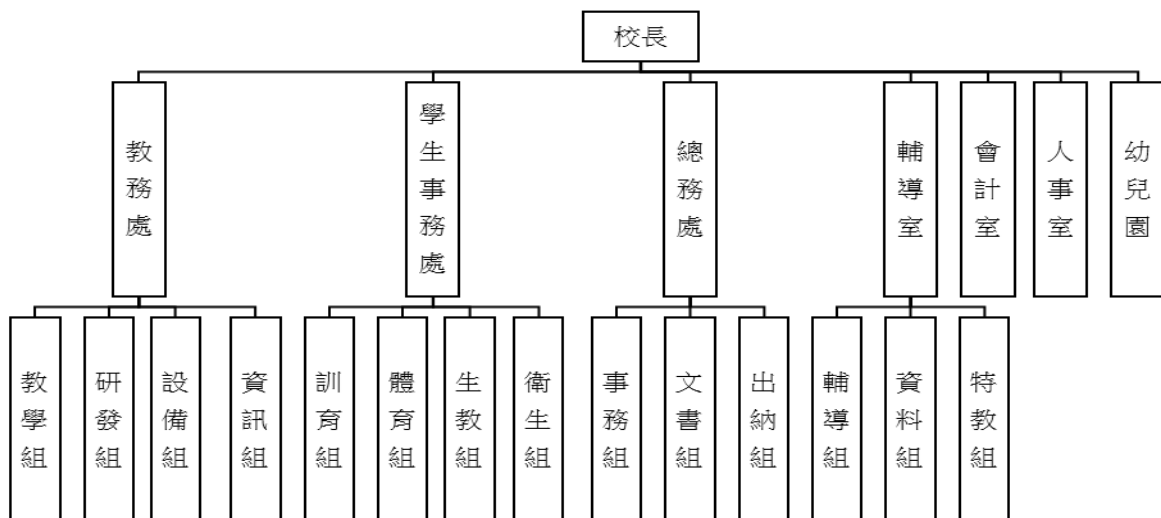 校長
教務處
學生事務處
總務處
輔導室
會計室
人事室
幼兒園
教學組
研發組
設備組
資訊組
訓育組
體育組
生教組
衛生組
事務組
文書組
出納組
輔導組
資料組
特教組